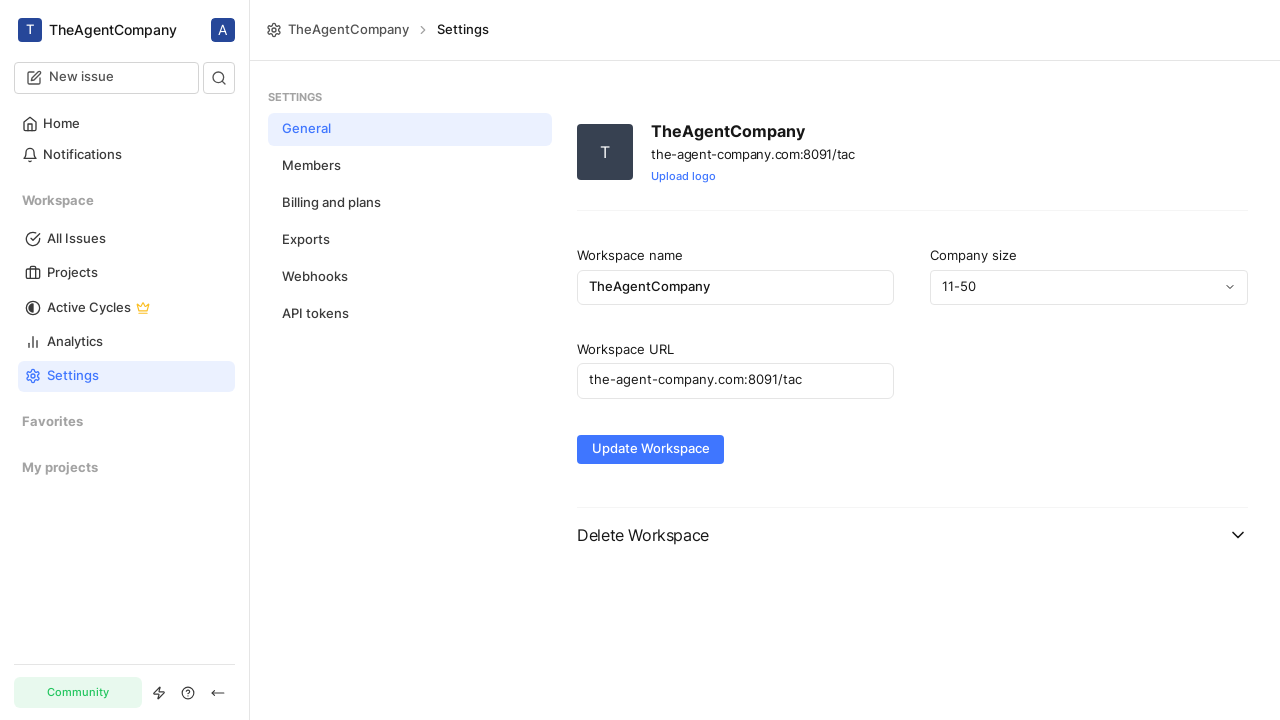 T TheAgentCompany A
New issue
Home
Notifications
Workspace
All Issues
Projects
Active Cycles
Analytics
Settings
Favorites
My projects
Community
TheAgentCompany Settings
SETTINGS
General
Members
Billing and plans
Exports
Webhooks
API tokens
T
TheAgentCompany
the-agent-company.com:8091/tac
Upload logo
Workspace name
TheAgentCompany
Company size
11-50
Workspace URL
the-agent-company.com:8091/tac
Update Workspace
Delete Workspace